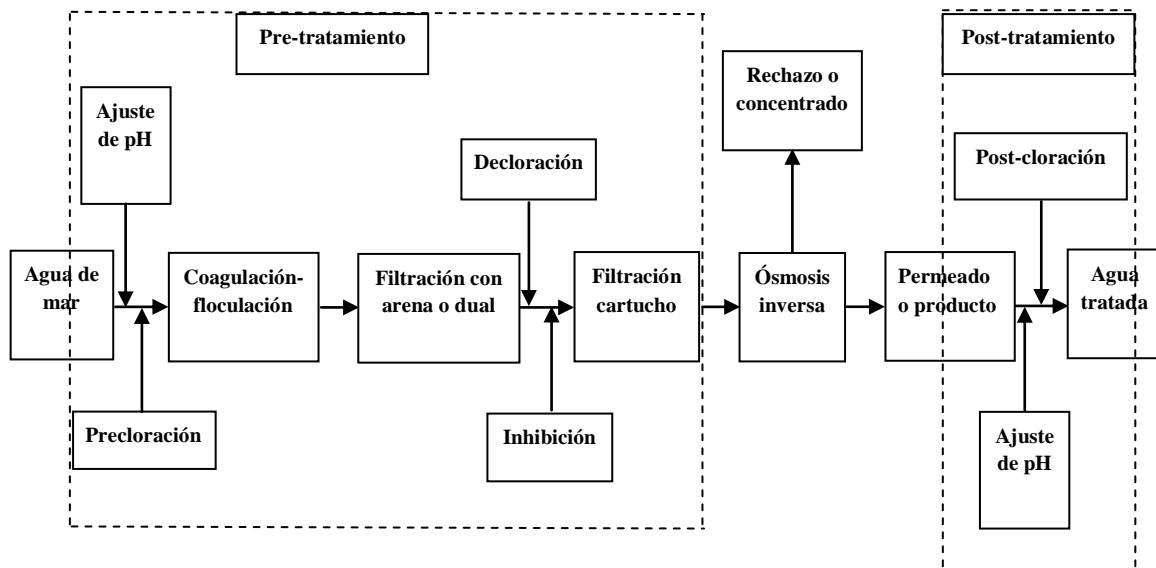 Pre-tratamiento
Post-tratamiento
Rechazo o
concentrado
Ajuste
de pH
Decloración
Post-cloración
Agua de
mar
Coagulación-
floculación
Filtración con
arena o dual
Filtración
cartucho
Ósmosis
inversa
Permeado
o producto
Agua
tratada
Precloración
Inhibición
Ajuste
de pH